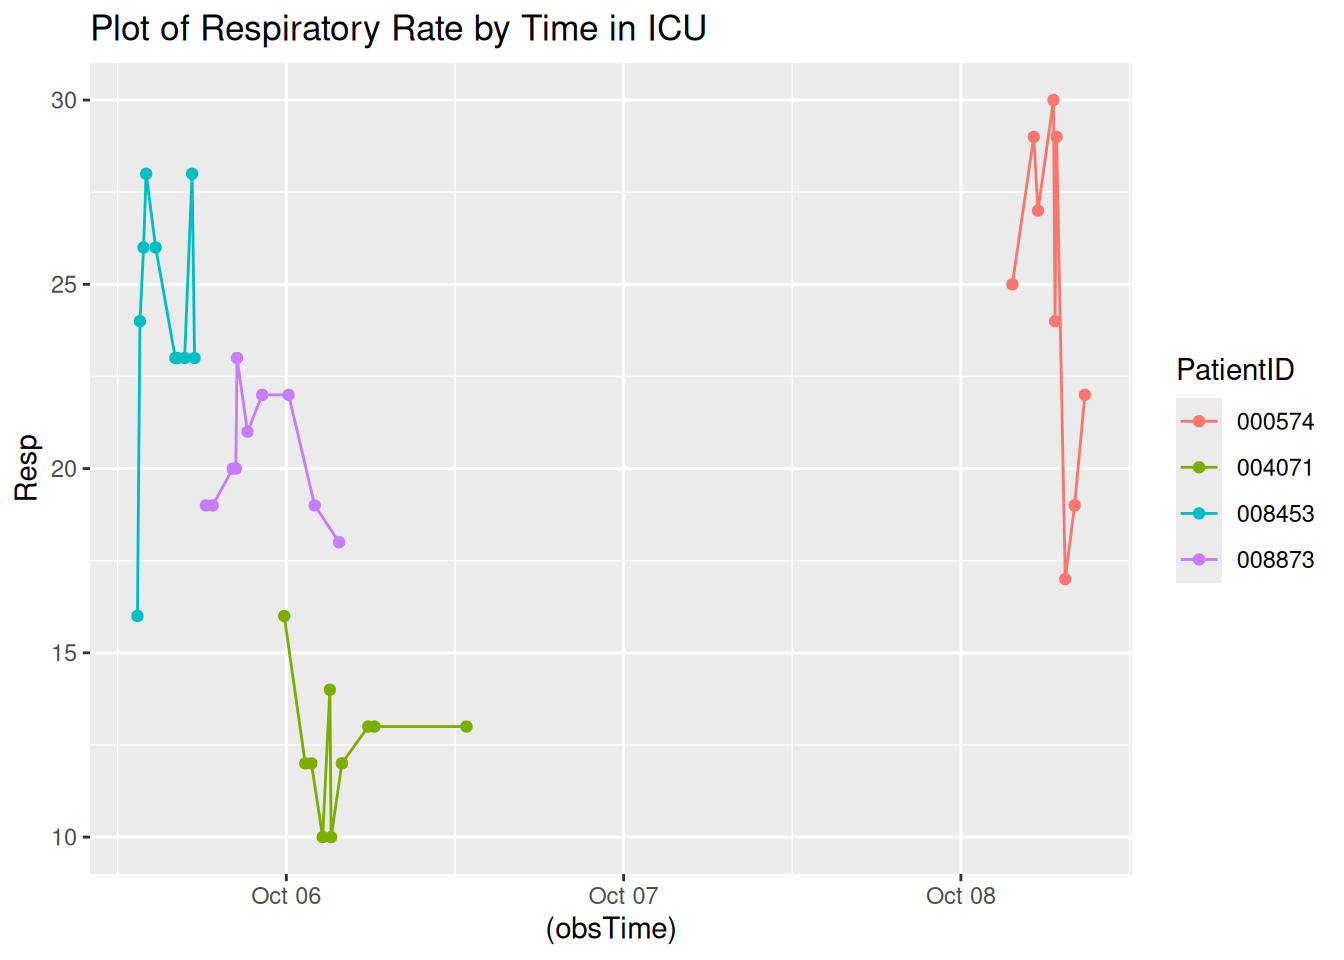 Plot of Respiratory Rate by Time in ICU
30
25
20
15
10
Resp
Oct 06
Oct 07
Oct 08
(obsTime)
PatientID
000574
004071
008453
008873